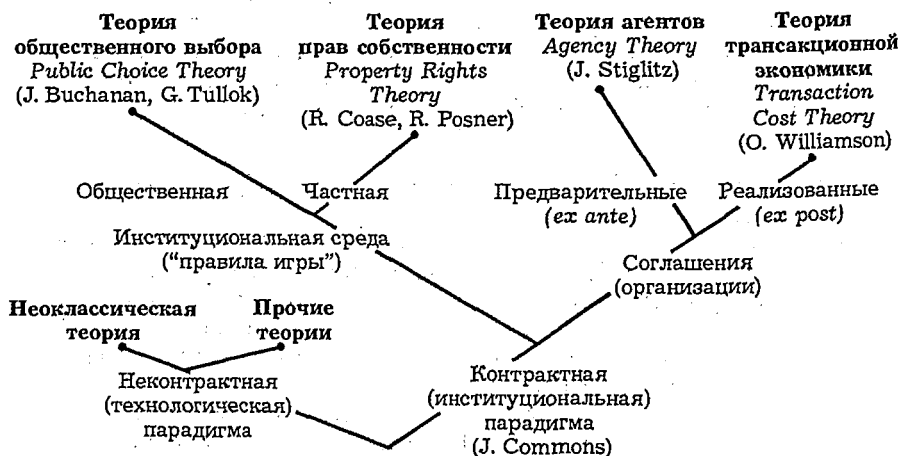 Теория
общественного выбора
Public Choice Theory
(J. Buchanan, G. Tullok)
Теория
прав собственности
Property Rights
Theory
(R. Coase, R. Posner)
Теория агентов
Agency Theory
(J. Stiglitz)
Теория
трансакционной
экономики
Transaction
Cost Theory
(O. Williamson)
Общественная
Частная
Предварительные
(ex ante)
Реализованные
(ex post)
Институциональная среда
(“правила игры”)
Соглашения
(организации)
Неоклассическая
теория
Прочие
теории
Неконтрактная
(технологическая)
парадигма
Контрактная
(институциональная)
парадигма
(J. Commons)